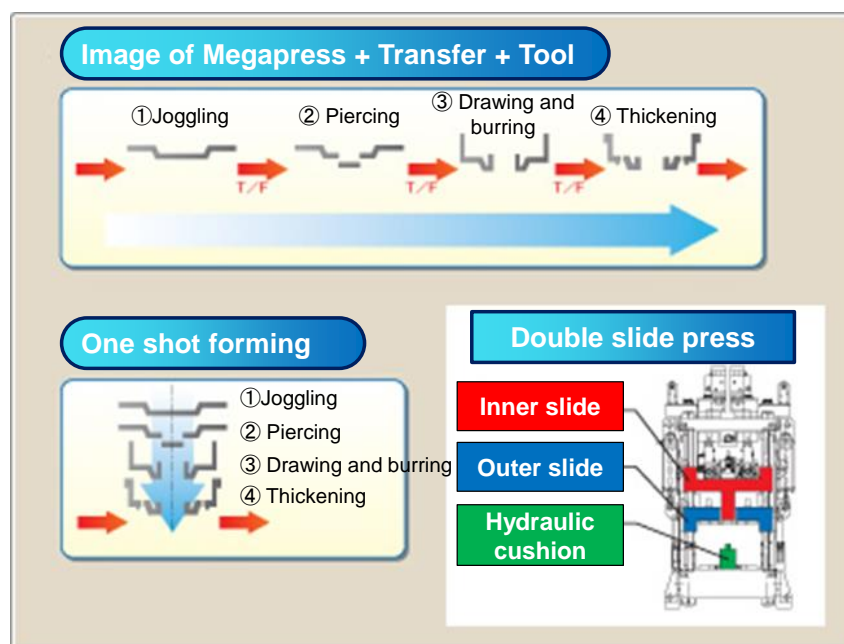 Image of Megapress + Transfer + Tool
①Joggling
② Piercing
③ Drawing and
burring
④ Thickening
T/F
T/F
T/F
One shot forming
①Joggling
② Piercing
③ Drawing and burring
④ Thickening
Double slide press
Inner slide
Outer slide
Hydraulic
cushion